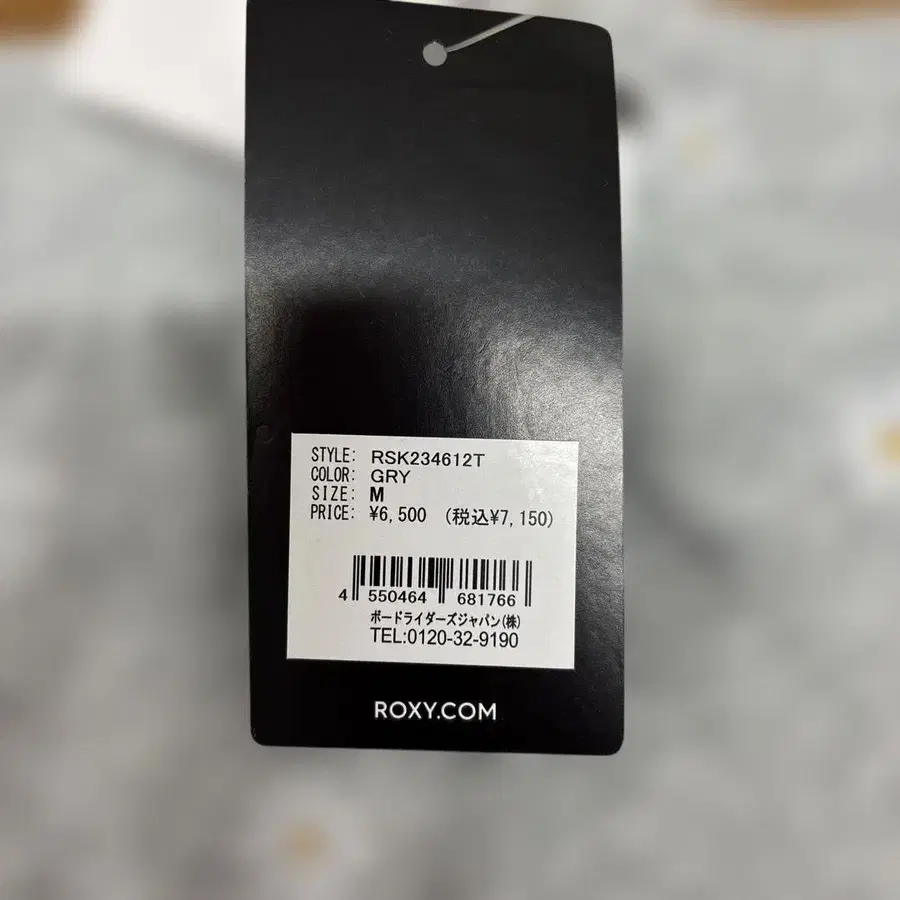 STYLE: RSK234612T
COLOR: GRY
SIZE: M
PRICE: ¥6,500 (税込¥7,150)
4 550464 681766
ボードライダーズジャパン(株)
TEL:0120-32-9190
ROXY.COM